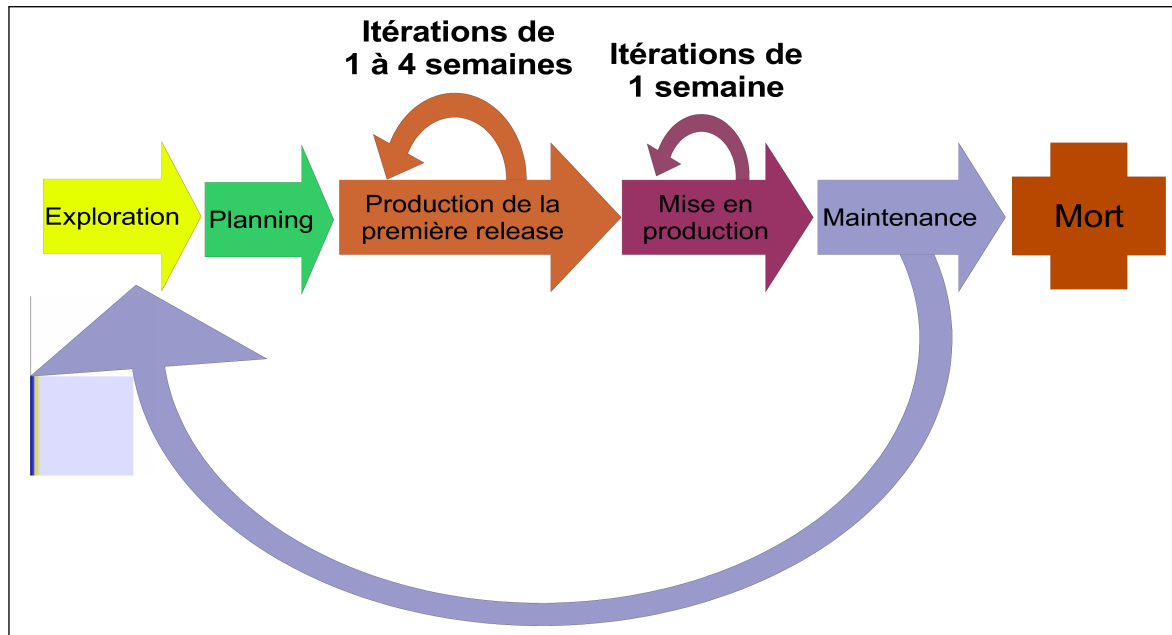 Itérations de
1 à 4 semaines
Itérations de
1 semaine
Exploration
Planning
Production de la
première release
Mise en
production
Maintenance
Mort